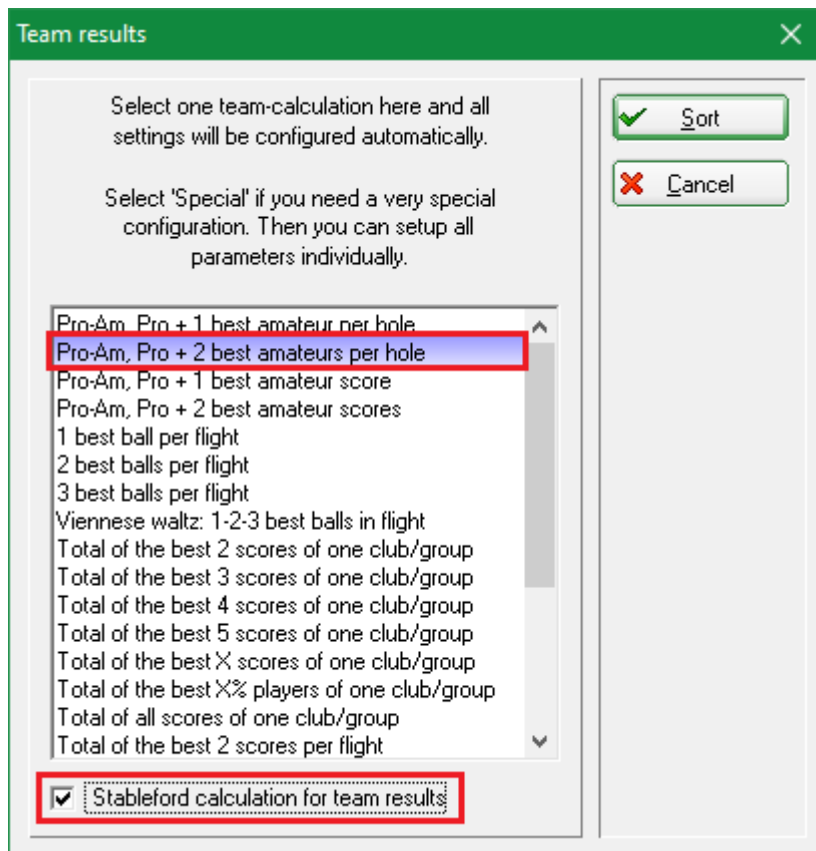 Team results
Select one team-calculation here and all
settings will be configured automatically.
Select 'Special' if you need a very special
configuration. Then you can setup all
parameters individually.
Sort
Cancel
Pro-Am, Pro + 1 best amateur per hole
Pro-Am, Pro + 2 best amateurs per hole
Pro-Am, Pro + 1 best amateur score
Pro-Am, Pro + 2 best amateur scores
1 best ball per flight
2 best balls per flight
3 best balls per flight
Viennese waltz: 1-2-3 best balls in flight
Total of the best 2 scores of one club/group
Total of the best 3 scores of one club/group
Total of the best 4 scores of one club/group
Total of the best 5 scores of one club/group
Total of the best X scores of one club/group
Total of the best X% players of one club/group
Total of all scores of one club/group
Total of the best 2 scores per flight
Stableford calculation for team results